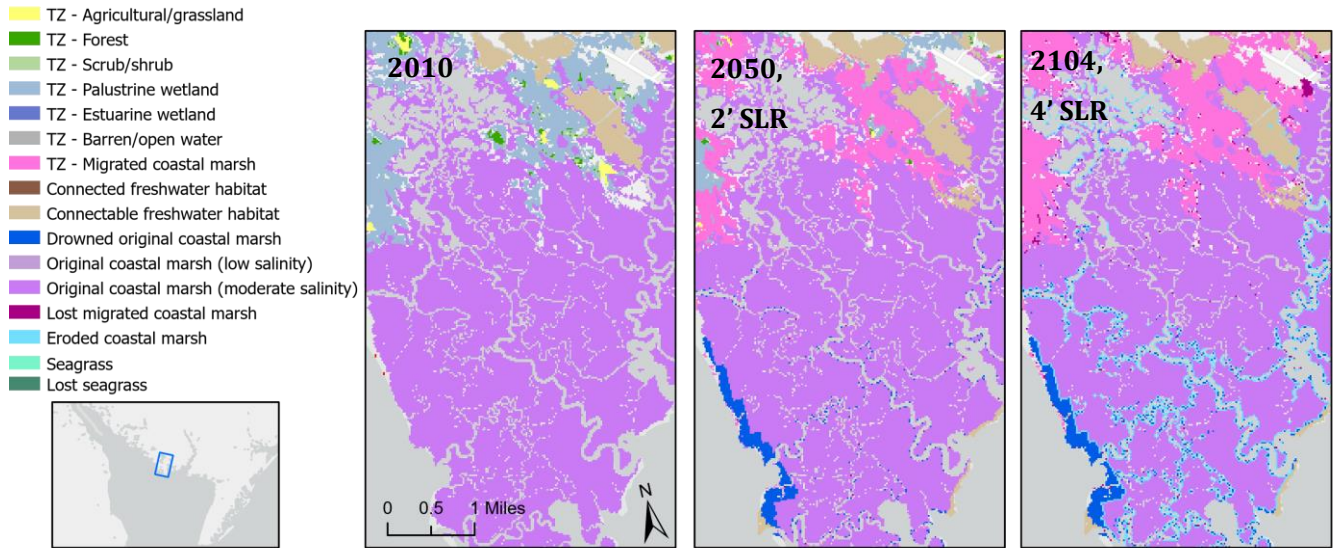 TZ - Agricultural/grassland
TZ - Forest
TZ - Scrub/shrub
TZ - Palustrine wetland
TZ - Estuarine wetland
TZ - Barren/open water
TZ - Migrated coastal marsh
Connected freshwater habitat
Connectable freshwater habitat
Drowned original coastal marsh
Original coastal marsh (low salinity)
Original coastal marsh (moderate salinity)
Lost migrated coastal marsh
Eroded coastal marsh
Seagrass
Lost seagrass
2010
0 0.5 1 Miles
N
2050,
2’ SLR
2104,
4’ SLR